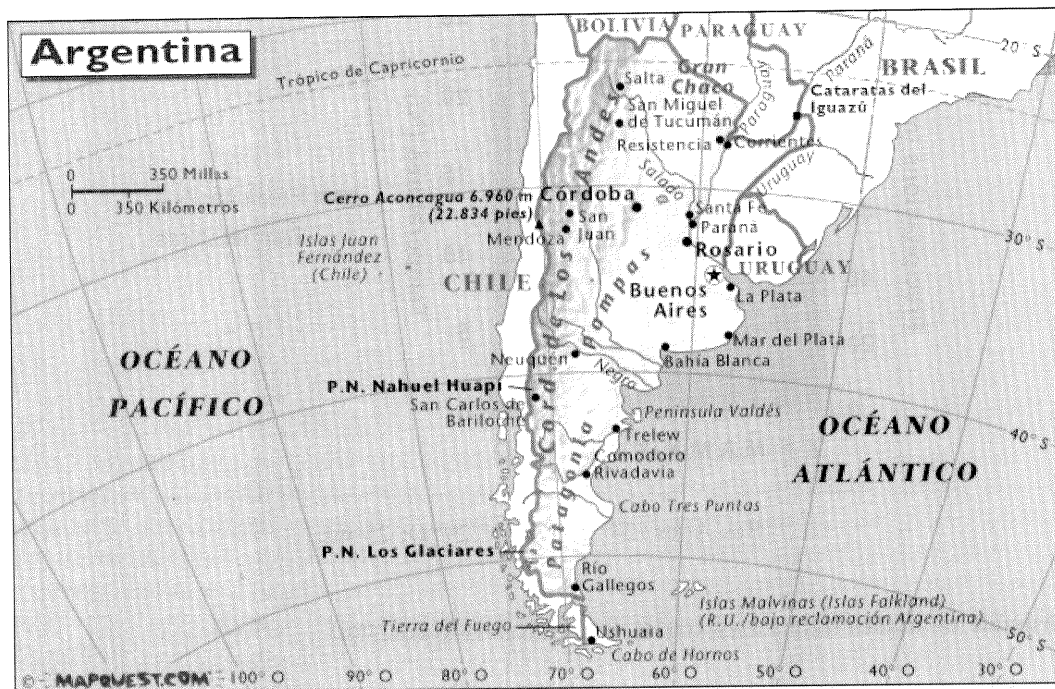 Argentina
BOLIVIA
PARAGUAY
BRASIL
20° S
Trópico de Capricornio
Gran
Chaco
Paraguay
Paraná
Salta
San Miguel
de Tucumán
Cataratas del
Iguazú
Resistencia
Corrientes
0 350 Millas
0 350 Kilómetros
Salado
Uruguay
Cerro Aconcagua 6.960 m
(22.834 pies)
Córdoba
Santa Fe
Paraná
San
Juan
Mendoza
Rosario
30° S
Islas Juan
Fernández
(Chile)
CHILE
URUGUAY
Buenos
Aires
La Plata
Pampas
Cord. de Los Andes
Mar del Plata
Bahía Blanca
Neuquén
Negro
OCÉANO
PACÍFICO
P.N. Nahuel Huapi
San Carlos de
Bariloche
Península Valdés
OCÉANO
ATLÁNTICO
40° S
Trelew
Comodoro
Rivadavia
Patagonia
Cabo Tres Puntas
P.N. Los Glaciares
Río
Gallegos
Islas Malvinas (Islas Falkland)
(R.U./bajo reclamación Argentina)
Tierra del Fuego
Ushuaia
Cabo de Hornos
50° S
© MAPQUEST.COM
100° O
90° O
80° O
70° O
60° O
50° O
40° O
30° O